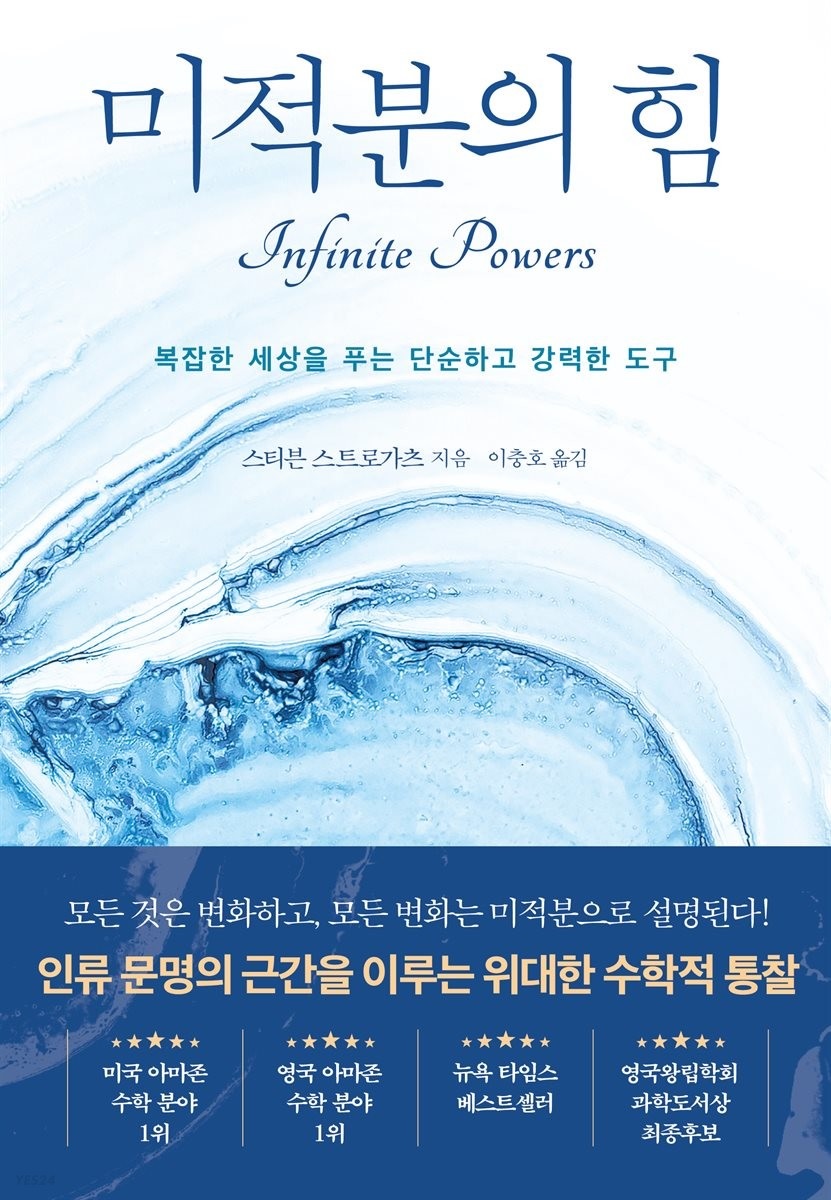 미적분의 힘
Infinite Powers
복잡한 세상을 푸는 단순하고 강력한 도구
스티븐 스트로가츠 지음 이충호 옮김
모든 것은 변화하고, 모든 변화는 미적분으로 설명된다!
인류 문명의 근간을 이루는 위대한 수학적 통찰
미국 아마존
수학 분야
1위
영국 아마존
수학 분야
1위
뉴욕 타임스
베스트셀러
영국왕립학회
과학도서상
최종후보
YES24